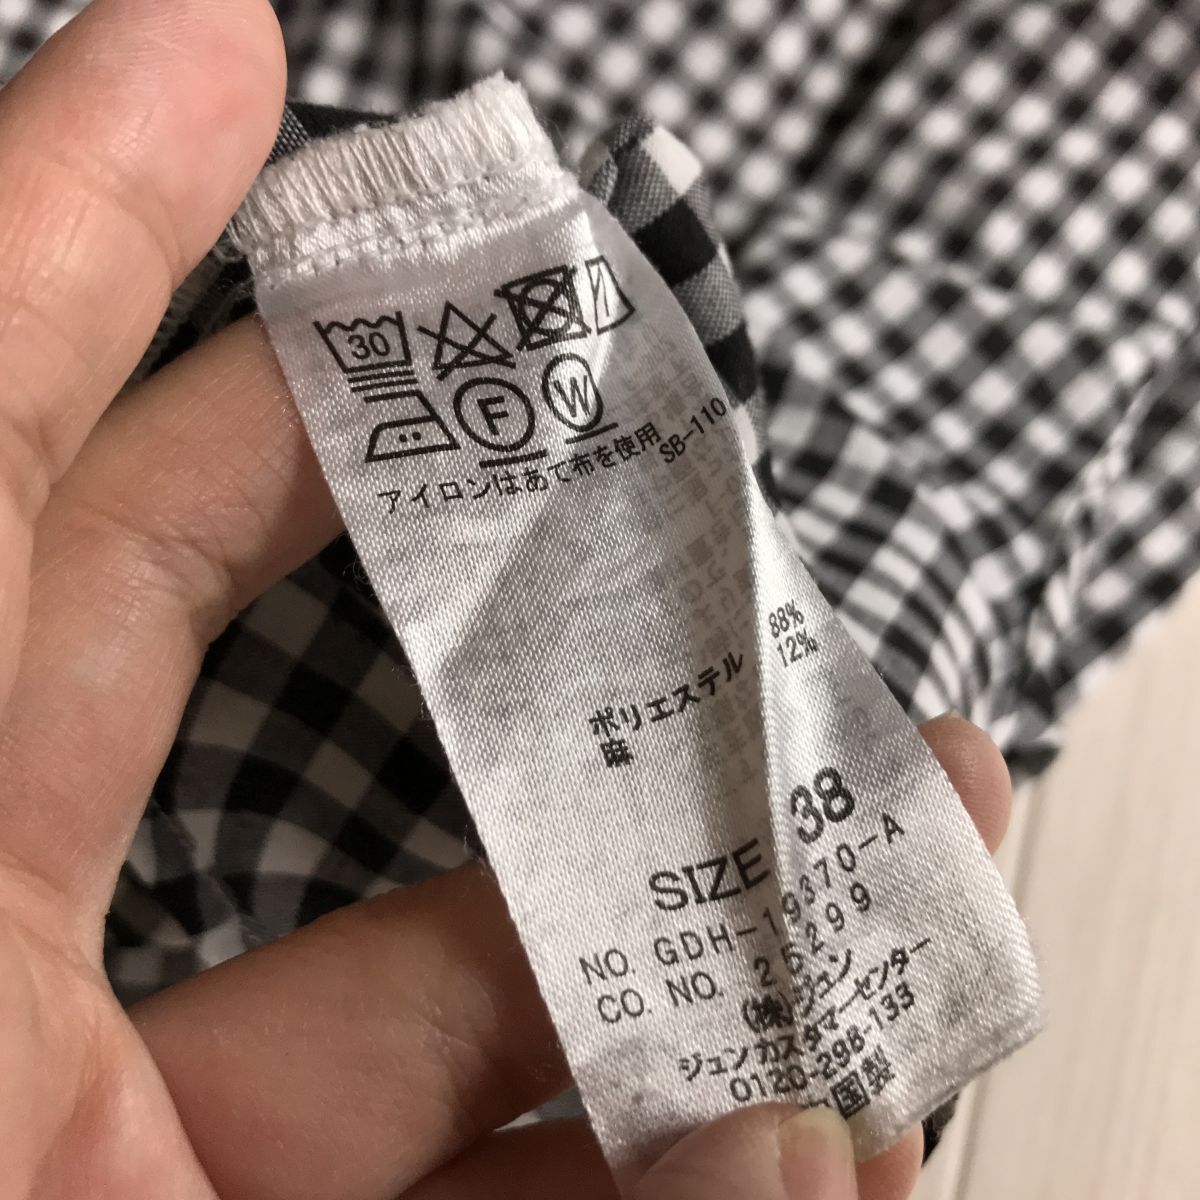 30
F W
アイロンはあて布を使用
SB-110
ポリエステル 88%
麻 12%
SIZE 38
NO. GDH-19370-A
CO. NO. 25299
(株)ジュン
ジュンカスタマーセンター
0120-298-133
国製